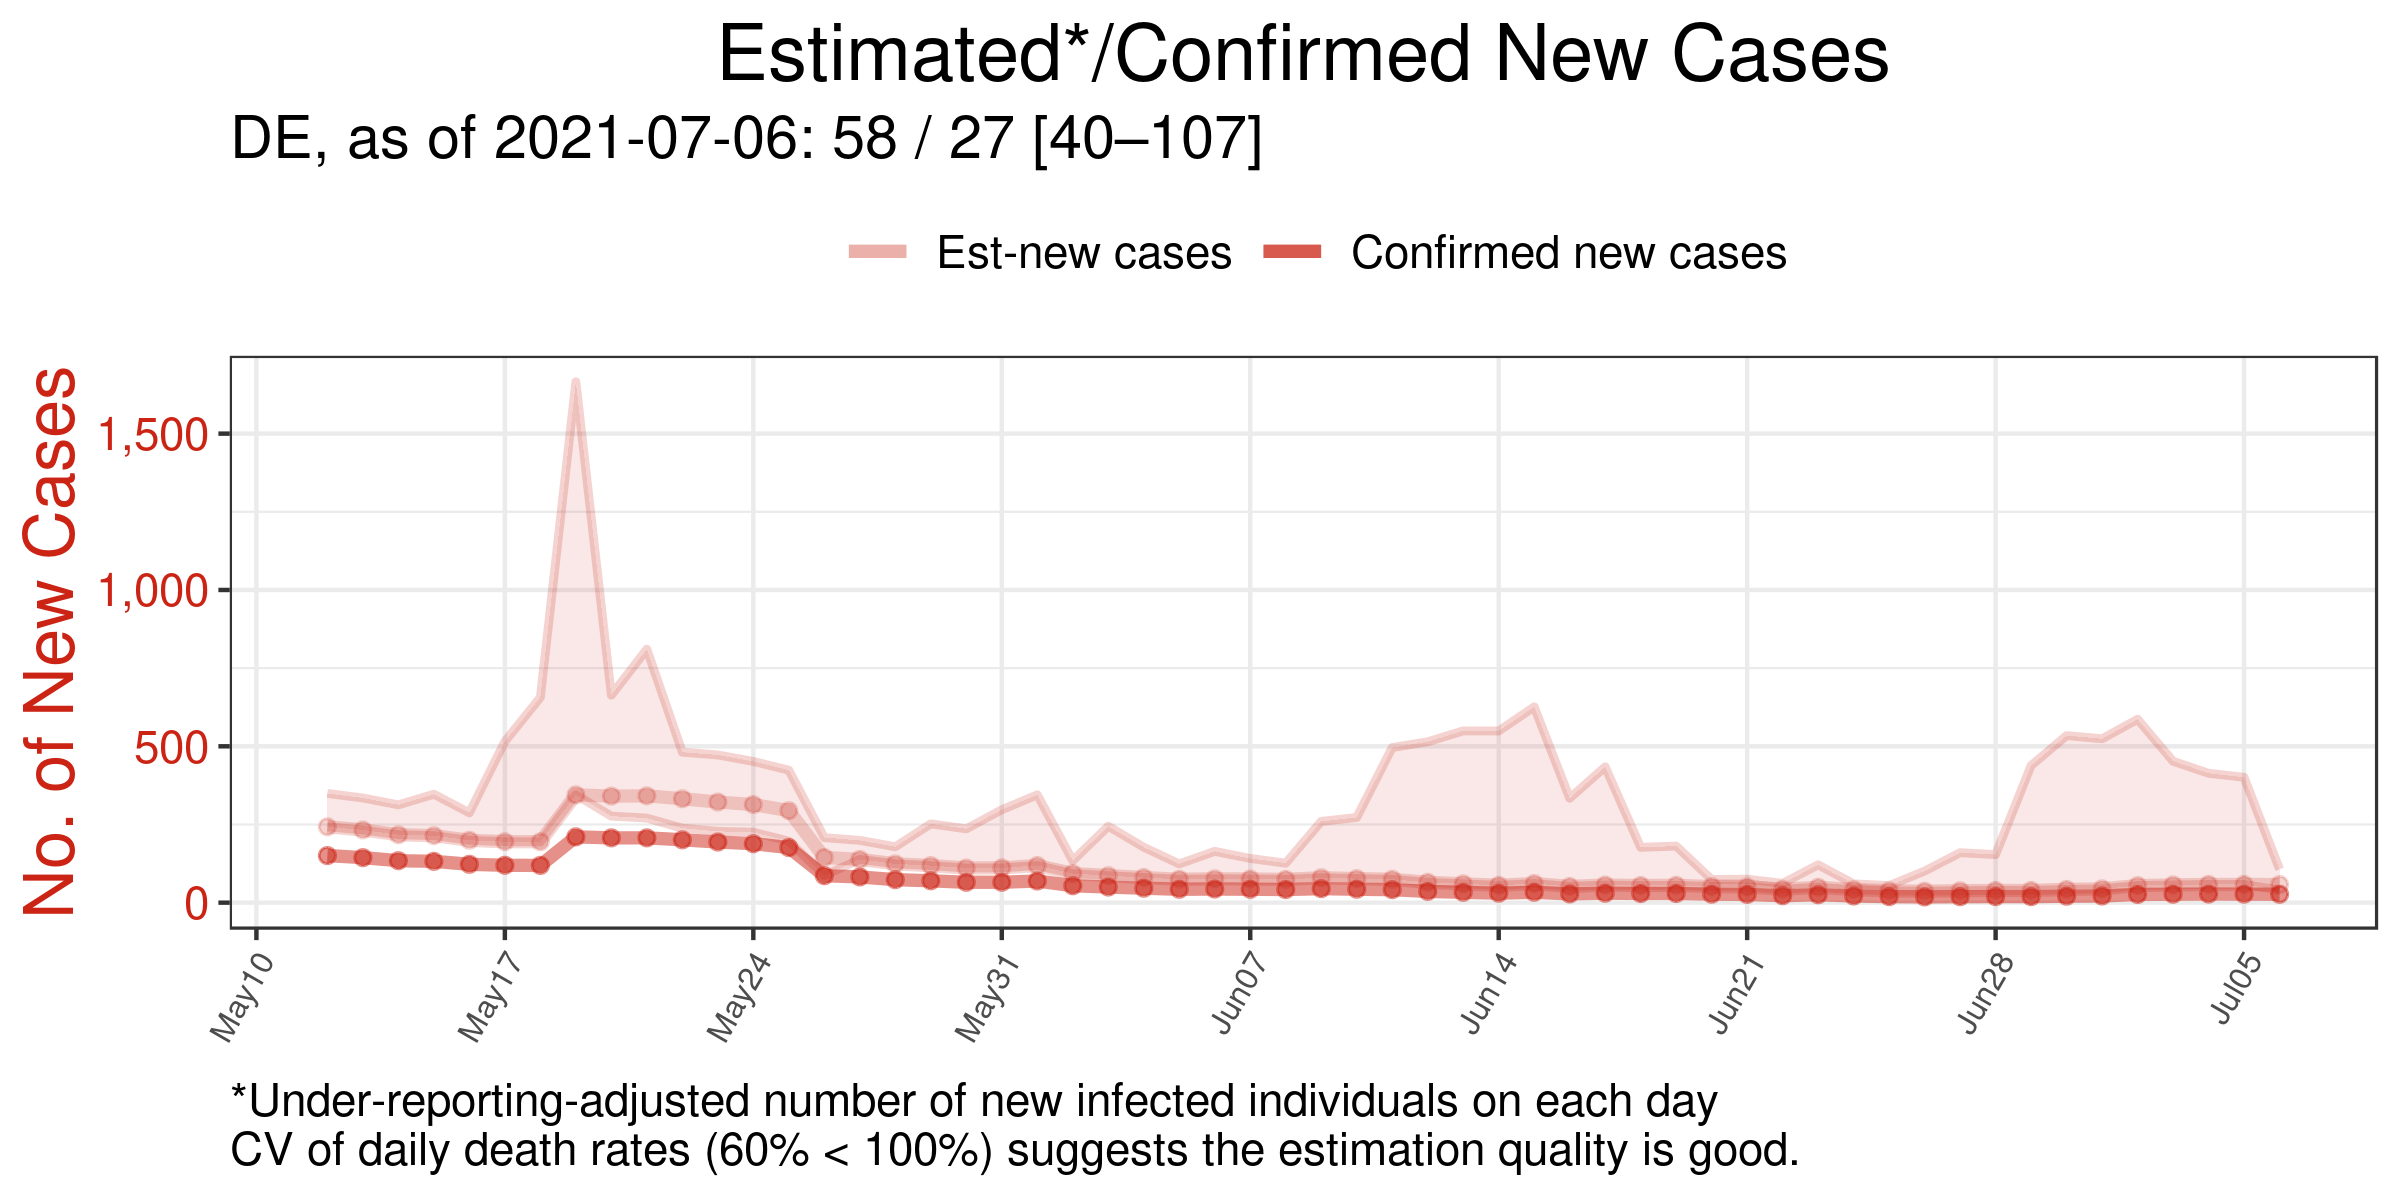 Estimated*/Confirmed New Cases
DE, as of 2021-07-06: 58 / 27 [40–107]
Est-new cases
Confirmed new cases
No. of New Cases
1,500
1,000
500
0
May10
May17
May24
May31
Jun07
Jun14
Jun21
Jun28
Jul05
*Under-reporting-adjusted number of new infected individuals on each day
CV of daily death rates (60% < 100%) suggests the estimation quality is good.